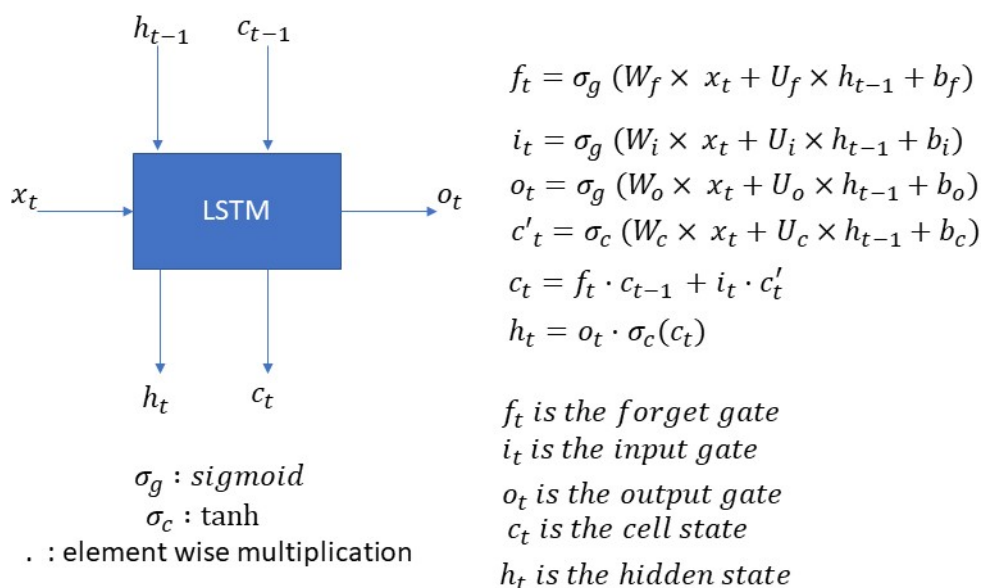 h_{t-1} c_{t-1}
x_t LSTM o_t
h_t c_t
σ_g : sigmoid
σ_c : tanh
. : element wise multiplication
f_t = σ_g (W_f × x_t + U_f × h_{t-1} + b_f)
i_t = σ_g (W_i × x_t + U_i × h_{t-1} + b_i)
o_t = σ_g (W_o × x_t + U_o × h_{t-1} + b_o)
c'_t = σ_c (W_c × x_t + U_c × h_{t-1} + b_c)
c_t = f_t · c_{t-1} + i_t · c'_t
h_t = o_t · σ_c(c_t)
f_t is the forget gate
i_t is the input gate
o_t is the output gate
c_t is the cell state
h_t is the hidden state